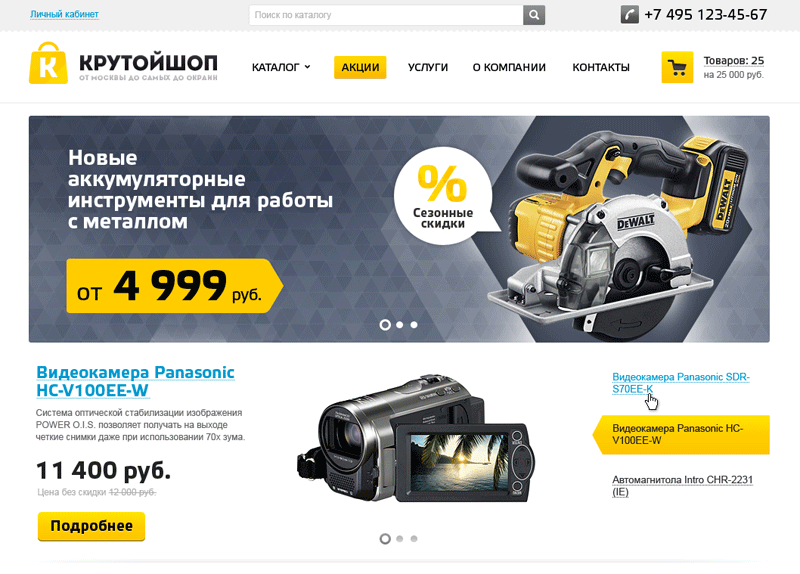 Личный кабинет
Поиск по каталогу
+7 495 123-45-67
К
КРУТОЙШОП
ОТ МОСКВЫ ДО САМЫХ ДО ОКРАИН
КАТАЛОГ
АКЦИИ
УСЛУГИ
О КОМПАНИИ
КОНТАКТЫ
Товаров: 25
на 25 000 руб.
Новые
аккумуляторные
инструменты для работы
с металлом
от 4 999 руб.
%
Сезонные
скидки
DEWALT
DEWALT
Видеокамера Panasonic
HC-V100EE-W
Система оптической стабилизации изображения
POWER O.I.S. позволяет получать на выходе
четкие снимки даже при использовании 70x зума.
11 400 руб.
Цена без скидки 12 000 руб.
Подробнее
Видеокамера Panasonic SDR-
S70EE-K
Видеокамера Panasonic HC-
V100EE-W
Автомагнитола Intro CHR-2231
(IE)